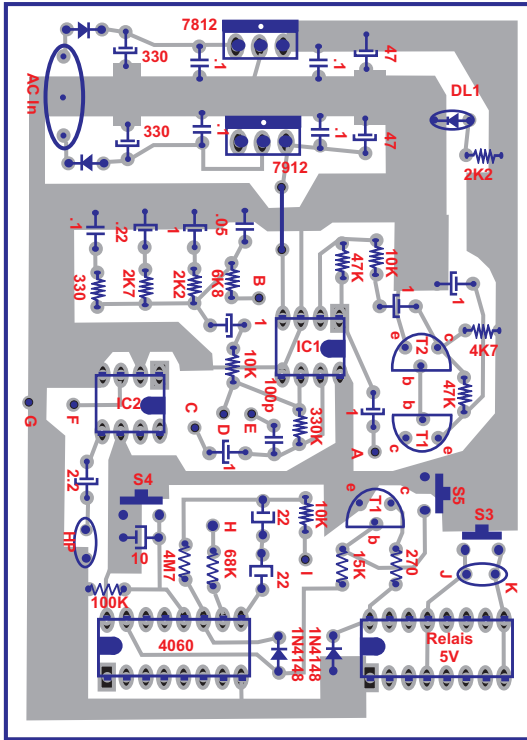 7812
330
.1
.1
47
AC In
DL1
330
.1
7912
.1
47
2K2
.1
.22
1
.05
330
2K7
2K2
6K8
B
47K
10K
1
1
1
10K
IC1
T2
e
c
b
4K7
47K
100p
330K
IC2
G
F
C
D
E
1
1
A
b
T1
c
e
2.2
S4
HP
10
4M7
H
68K
22
22
10K
I
T1
e
c
b
15K
270
S5
S3
J
K
100K
4060
1N4148
1N4148
Relais
5V